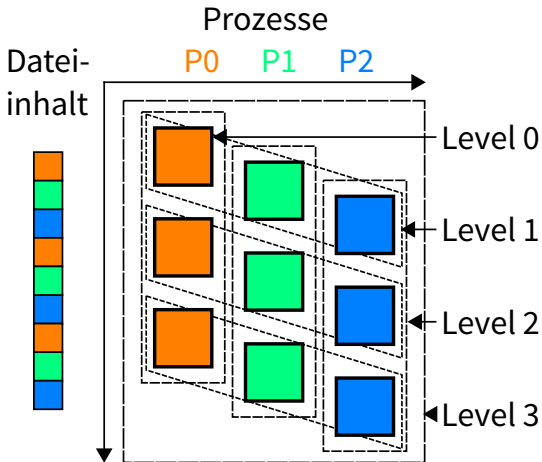 Prozesse
P0 P1 P2
Datei-
inhalt
Level 0
Level 1
Level 2
Level 3